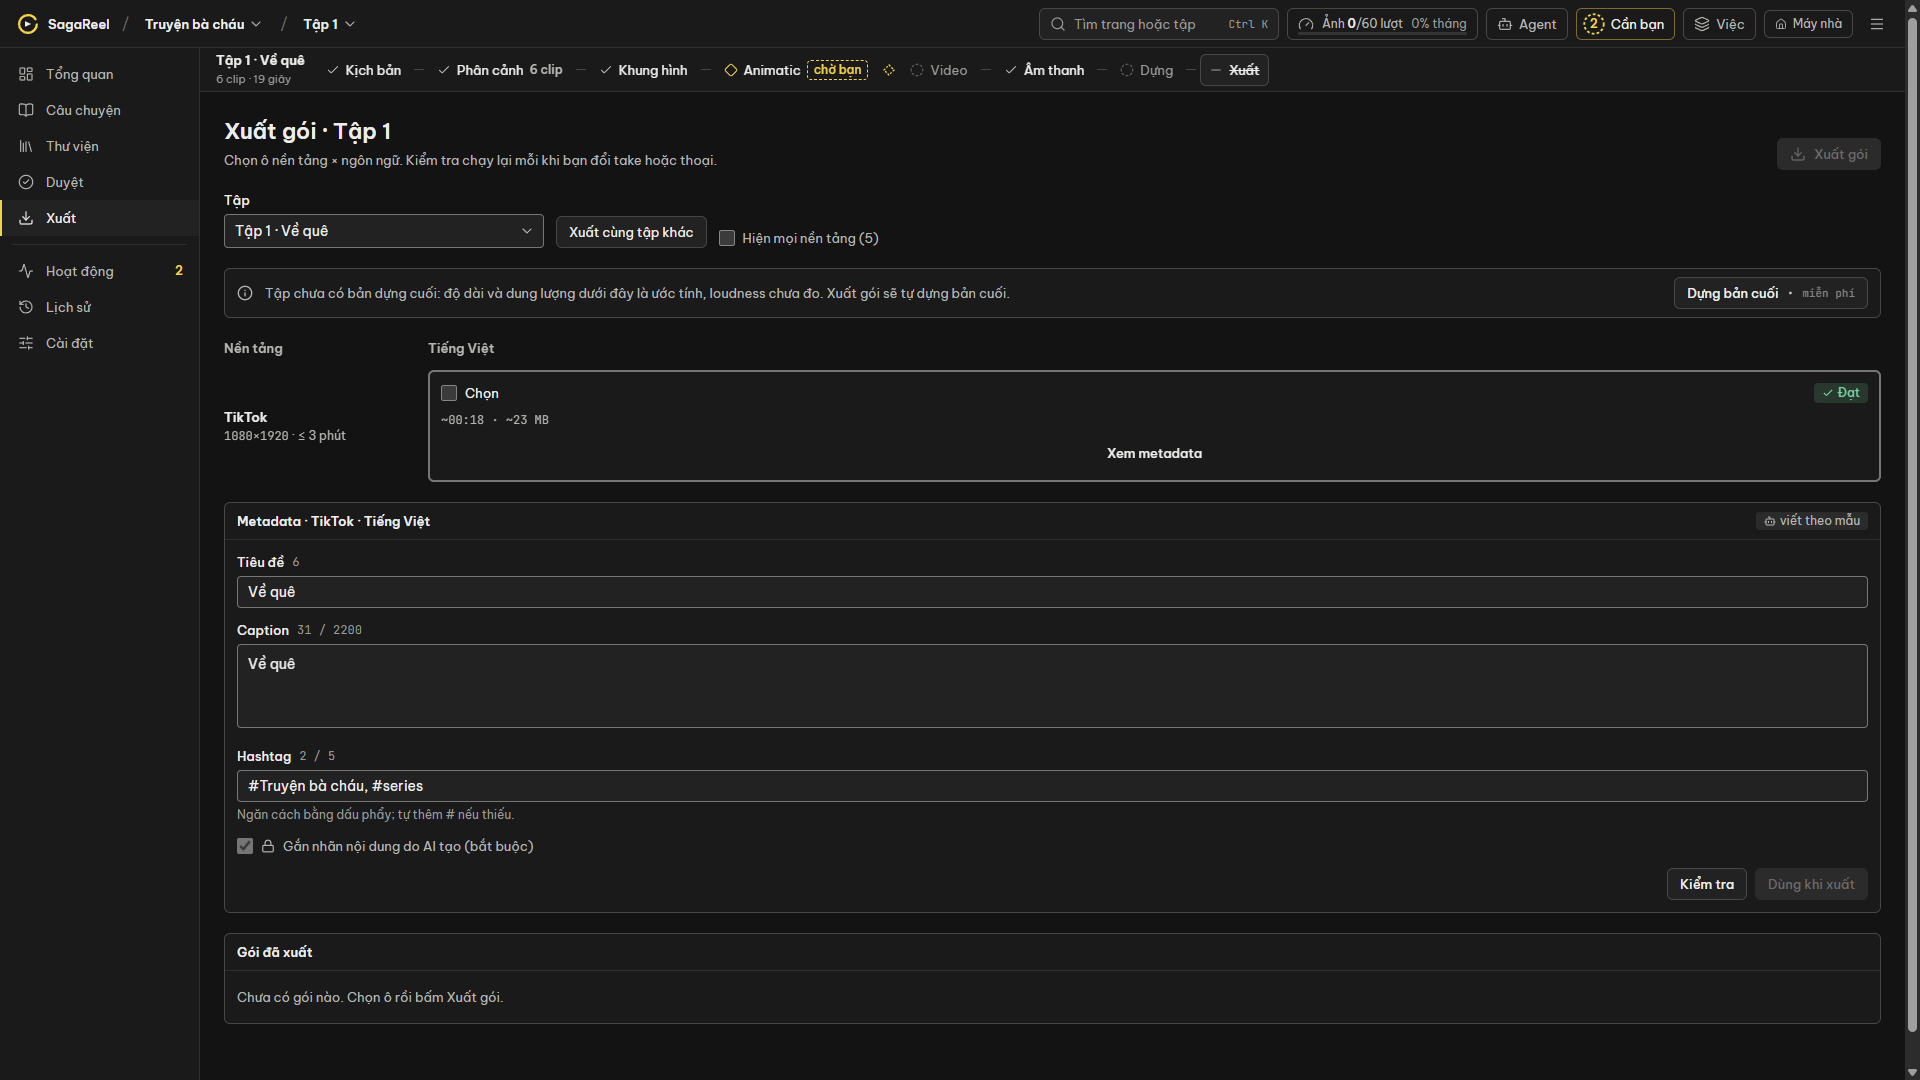 SagaReel / Truyện bà cháu / Tập 1
Tìm trang hoặc tập Ctrl K
Ảnh 0/60 lượt 0% tháng
Agent
2 Cần bạn
Việc
Máy nhà
Tổng quan
Câu chuyện
Thư viện
Duyệt
Xuất
Hoạt động 2
Lịch sử
Cài đặt
Tập 1 · Về quê
6 clip · 19 giây
Kịch bản
Phân cảnh 6 clip
Khung hình
Animatic chờ bạn
Video
Âm thanh
Dựng
Xuất
Xuất gói · Tập 1
Chọn ô nền tảng × ngôn ngữ. Kiểm tra chạy lại mỗi khi bạn đổi take hoặc thoại.
Xuất gói
Tập
Tập 1 · Về quê
Xuất cùng tập khác
Hiện mọi nền tảng (5)
Tập chưa có bản dựng cuối: độ dài và dung lượng dưới đây là ước tính, loudness chưa đo. Xuất gói sẽ tự dựng bản cuối.
Dựng bản cuối · miễn phí
Nền tảng
Tiếng Việt
TikTok
1080×1920 · ≤ 3 phút
Chọn
Đạt
~00:18 · ~23 MB
Xem metadata
Metadata · TikTok · Tiếng Việt
viết theo mẫu
Tiêu đề 6
Về quê
Caption 31 / 2200
Về quê
Hashtag 2 / 5
#Truyện bà cháu, #series
Ngăn cách bằng dấu phẩy; tự thêm # nếu thiếu.
Gắn nhãn nội dung do AI tạo (bắt buộc)
Kiểm tra
Dùng khi xuất
Gói đã xuất
Chưa có gói nào. Chọn ô rồi bấm Xuất gói.